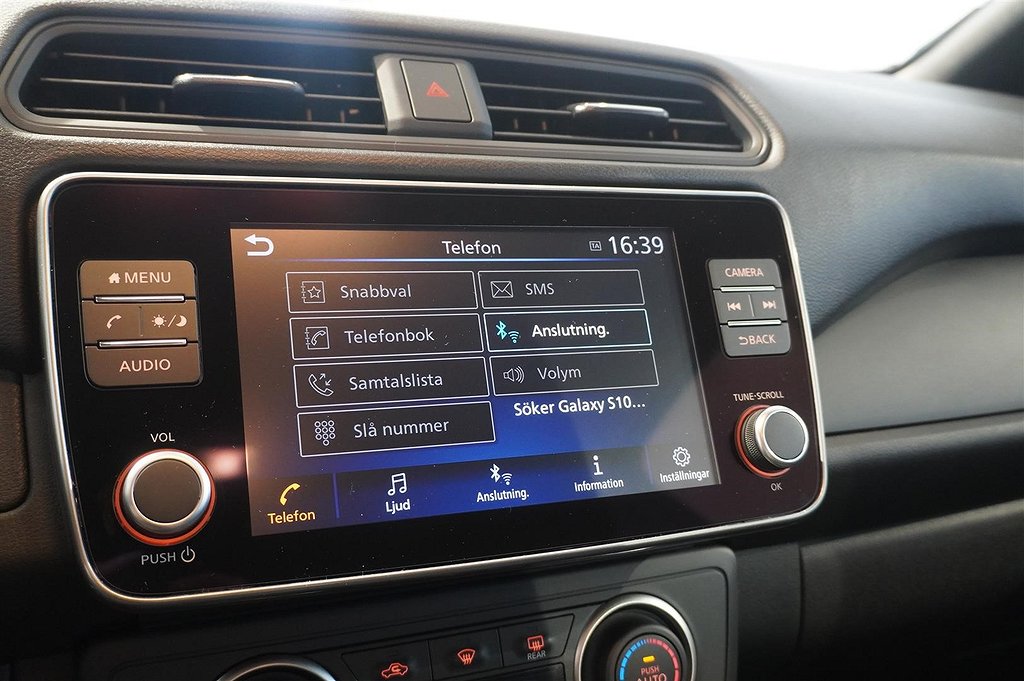 Telefon TA 16:39
MENU
CAMERA
Snabbval
SMS
Telefonbok
Anslutning.
BACK
AUDIO
Samtalslista
Volym
Söker Galaxy S10...
TUNE·SCROLL
Slå nummer
VOL
Telefon
Ljud
Anslutning.
Information
Inställningar
OK
PUSH
REAR
PUSH
AUTO